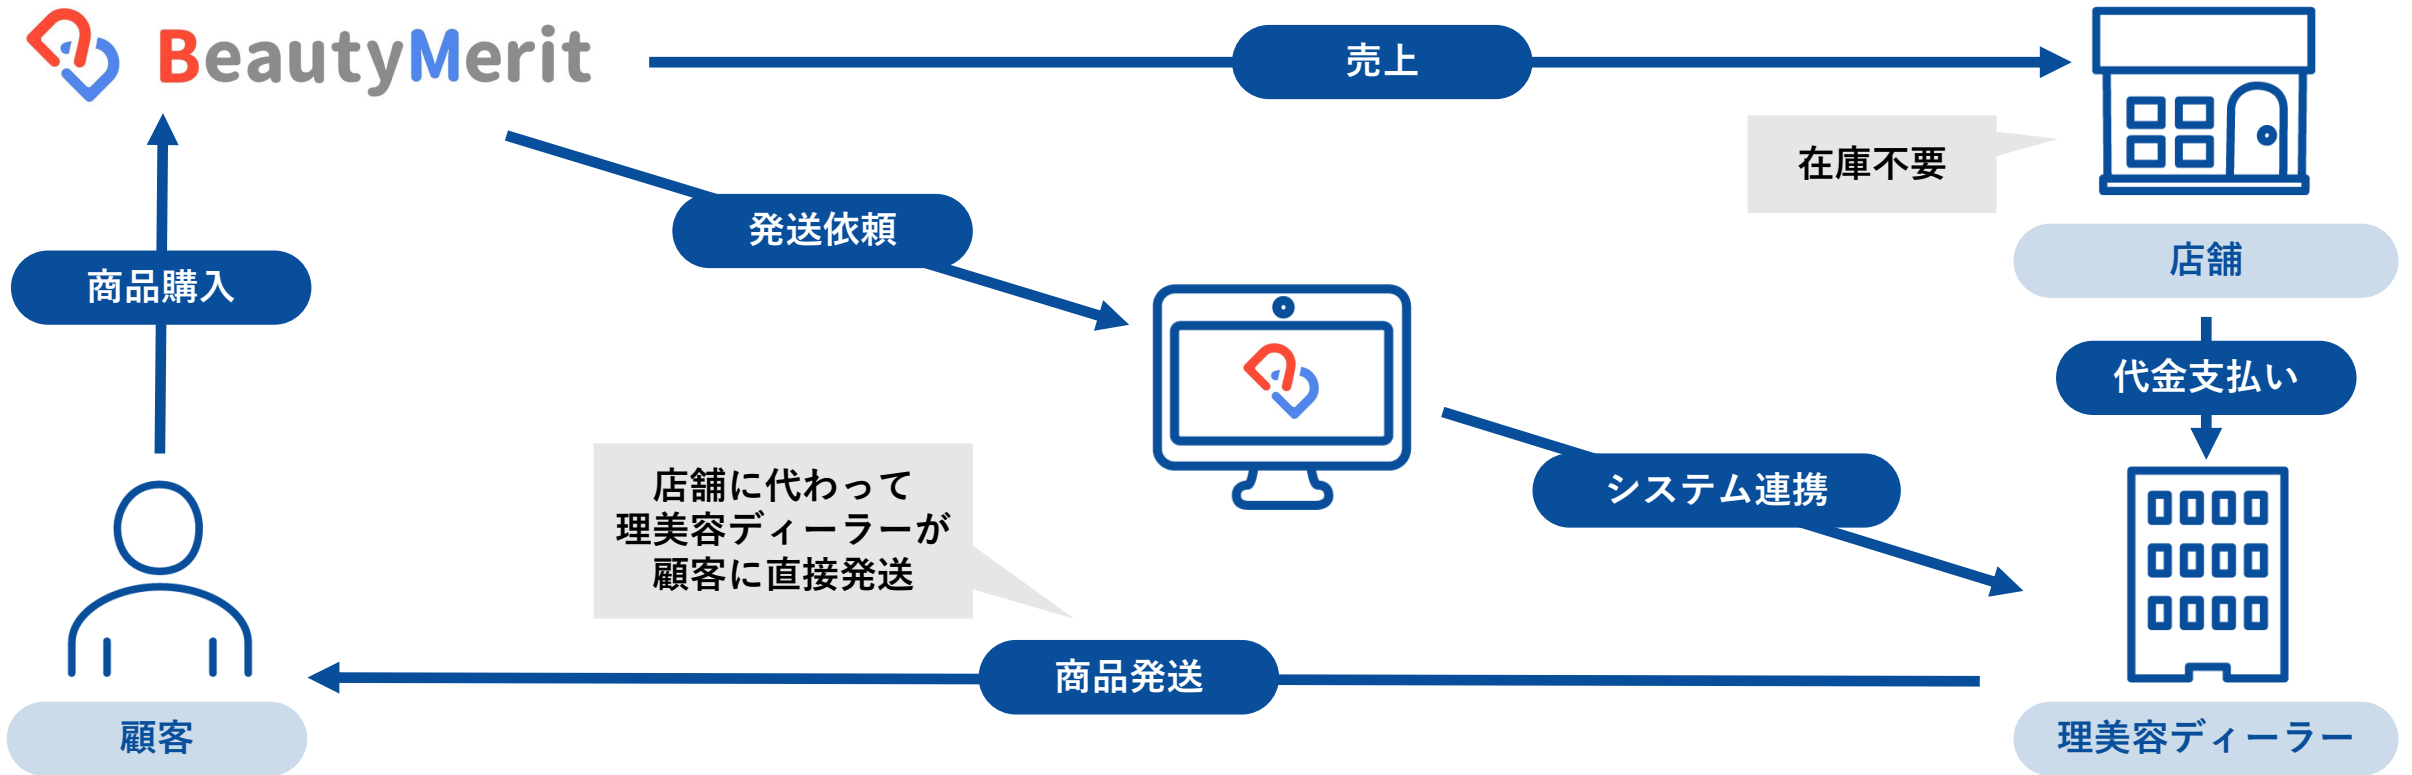 BeautyMerit
売上
在庫不要
発送依頼
店舗
商品購入
代金支払い
店舗に代わって
理美容ディーラーが
顧客に直接発送
システム連携
商品発送
顧客
理美容ディーラー